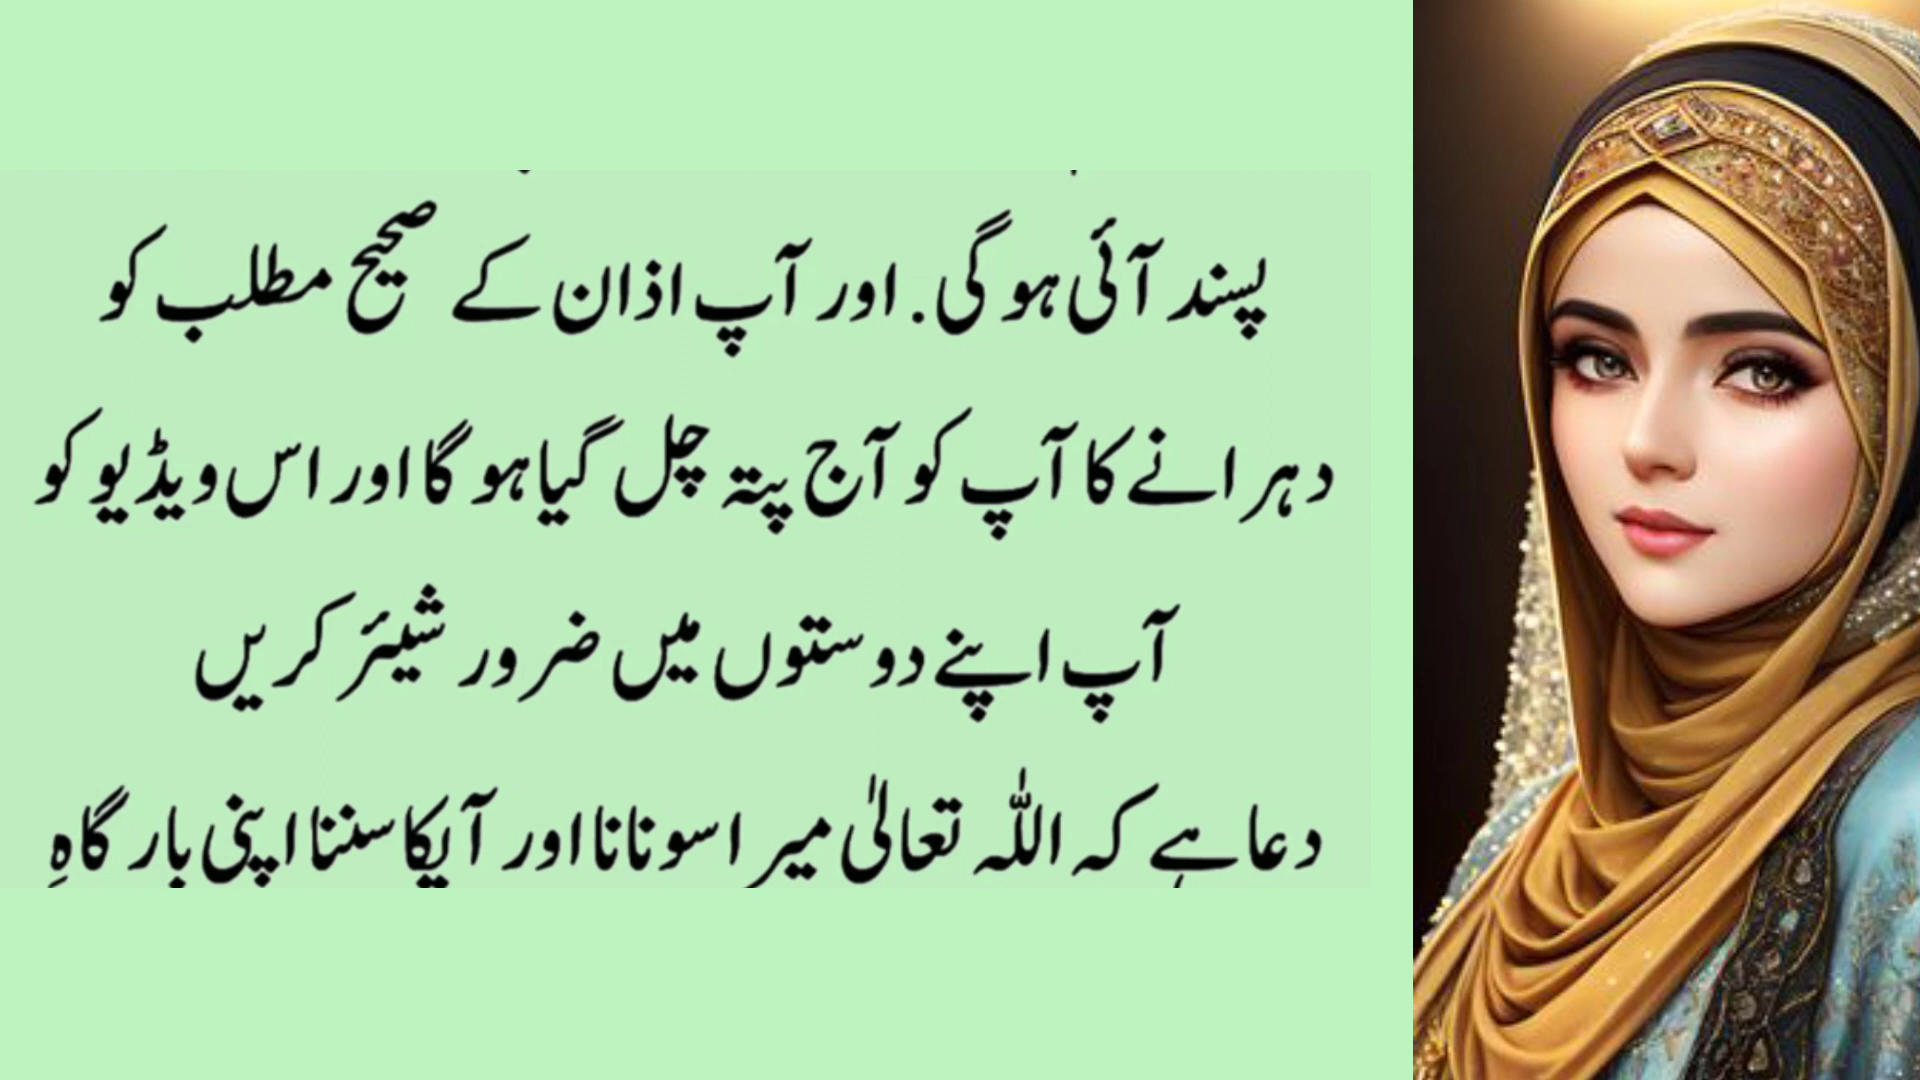 پسند آئی ہوگی. اور آپ اذان کے صحیح مطلب کو
دہرانے کا آپ کو آج پتہ چل گیا ہو گا اور اس ویڈیو کو
آپ اپنے دوستوں میں ضرور شیئر کریں
دعا ہے کہ اللہ تعالیٰ میرا سونانا اور آپکا سننا اپنی بارگاہِ